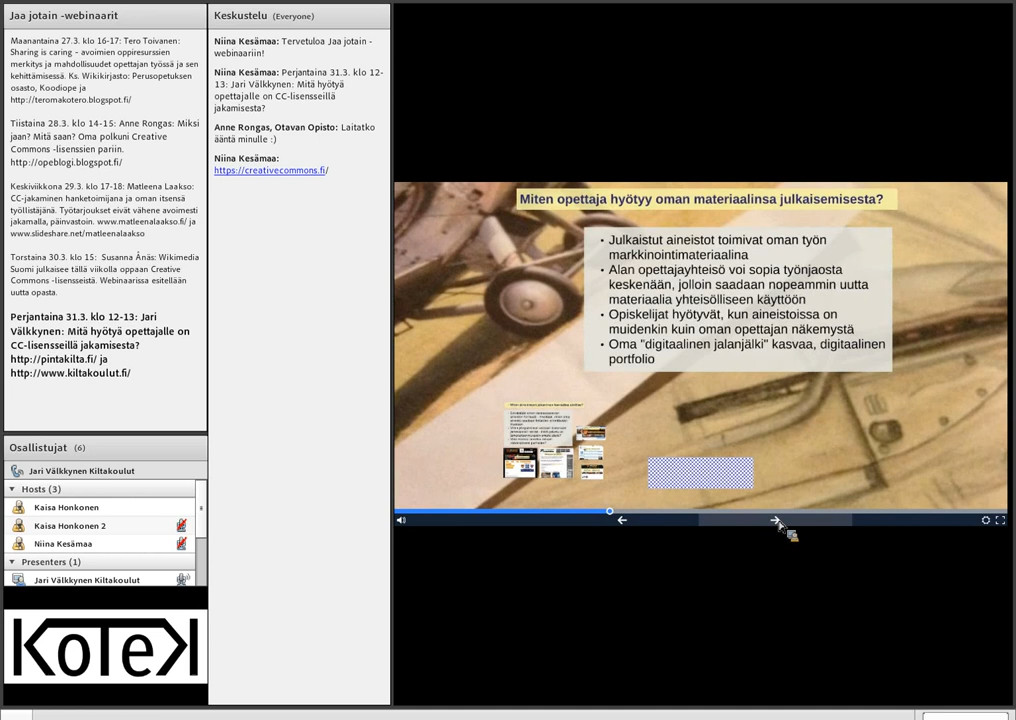 Jaa jotain -webinaarit
Maanantaina 27.3. klo 16-17: Tero Toivanen:
Sharing is caring - avoimien oppiresurssien
merkitys ja mahdollisuudet opettajan työssä ja sen
kehittämisessä. Ks. Wikikirjasto: Perusopetuksen
osasto, Koodiope ja
http://teromakotero.blogspot.fi/
Tiistaina 28.3. klo 14-15: Anne Rongas: Miksi
jaan? Mitä saan? Oma polkuni Creative
Commons -lisenssien pariin.
http://opeblogi.blogspot.fi/
Keskiviikkona 29.3. klo 17-18: Matleena Laakso:
CC-jakaminen hanketoimijana ja oman itsensä
työllistäjänä. Työtarjoukset eivät vähene avoimesti
jakamalla, päinvastoin. www.matleenalaakso.fi/ ja
www.slideshare.net/matleenalaakso
Torstaina 30.3. klo 15: Susanna Ånäs: Wikimedia
Suomi julkaisee tällä viikolla oppaan Creative
Commons -lisensseistä. Webinaarissa esitellään
uutta opasta.
Perjantaina 31.3. klo 12-13: Jari
Välkkynen: Mitä hyötyä opettajalle on
CC-lisensseillä jakamisesta?
http://pintakilta.fi/ ja
http://www.kiltakoulut.fi/
Osallistujat (6)
Jari Välkkynen Kiltakoulut
Hosts (3)
Kaisa Honkonen
Kaisa Honkonen 2
Niina Kesämaa
Presenters (1)
Jari Välkkynen Kiltakoulut
KoTeK
Keskustelu (Everyone)
Niina Kesämaa: Tervetuloa Jaa jotain -
webinaariin!
Niina Kesämaa: Perjantaina 31.3. klo 12-
13: Jari Välkkynen: Mitä hyötyä
opettajalle on CC-lisensseillä
jakamisesta?
Anne Rongas, Otavan Opisto: Laitatko
ääntä minulle :)
Niina Kesämaa:
https://creativecommons.fi/
Miten opettaja hyötyy oman materiaalinsa julkaisemisesta?
• Julkaistut aineistot toimivat oman työn
markkinointimateriaalina
• Alan opettajayhteisö voi sopia työnjaosta
keskenään, jolloin saadaan nopeammin uutta
materiaalia yhteisölliseen käyttöön
• Opiskelijat hyötyvät, kun aineistoissa on
muidenkin kuin oman opettajan näkemystä
• Oma "digitaalinen jalanjälki" kasvaa, digitaalinen
portfolio